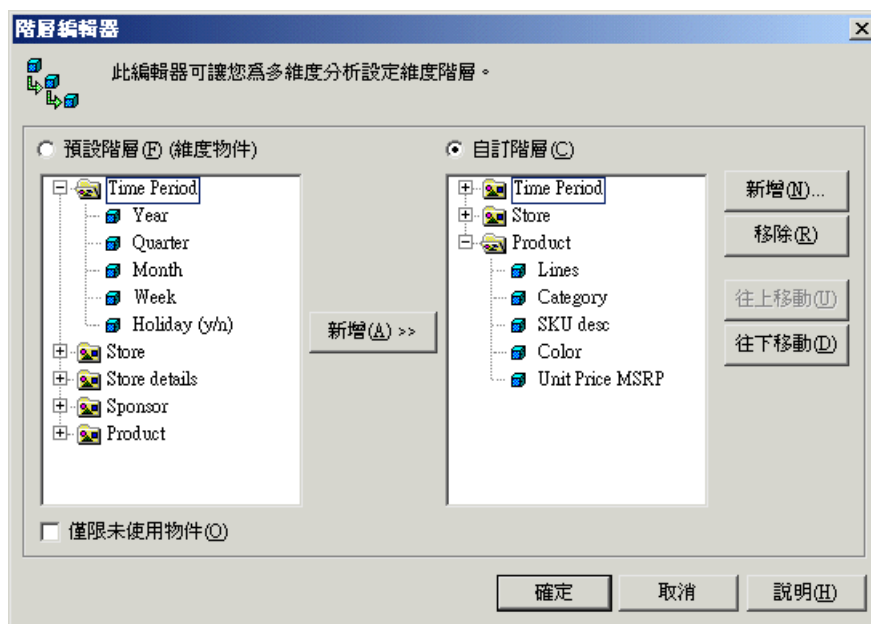 階層編輯器
此編輯器可讓您為多維度分析設定維度階層。
預設階層(F) (維度物件)
Time Period
Year
Quarter
Month
Week
Holiday (y/n)
Store
Store details
Sponsor
Product
僅限未使用物件(O)
新增(A) >>
自訂階層(C)
Time Period
Store
Product
Lines
Category
SKU desc
Color
Unit Price MSRP
新增(N)...
移除(R)
往上移動(U)
往下移動(D)
確定
取消
說明(H)